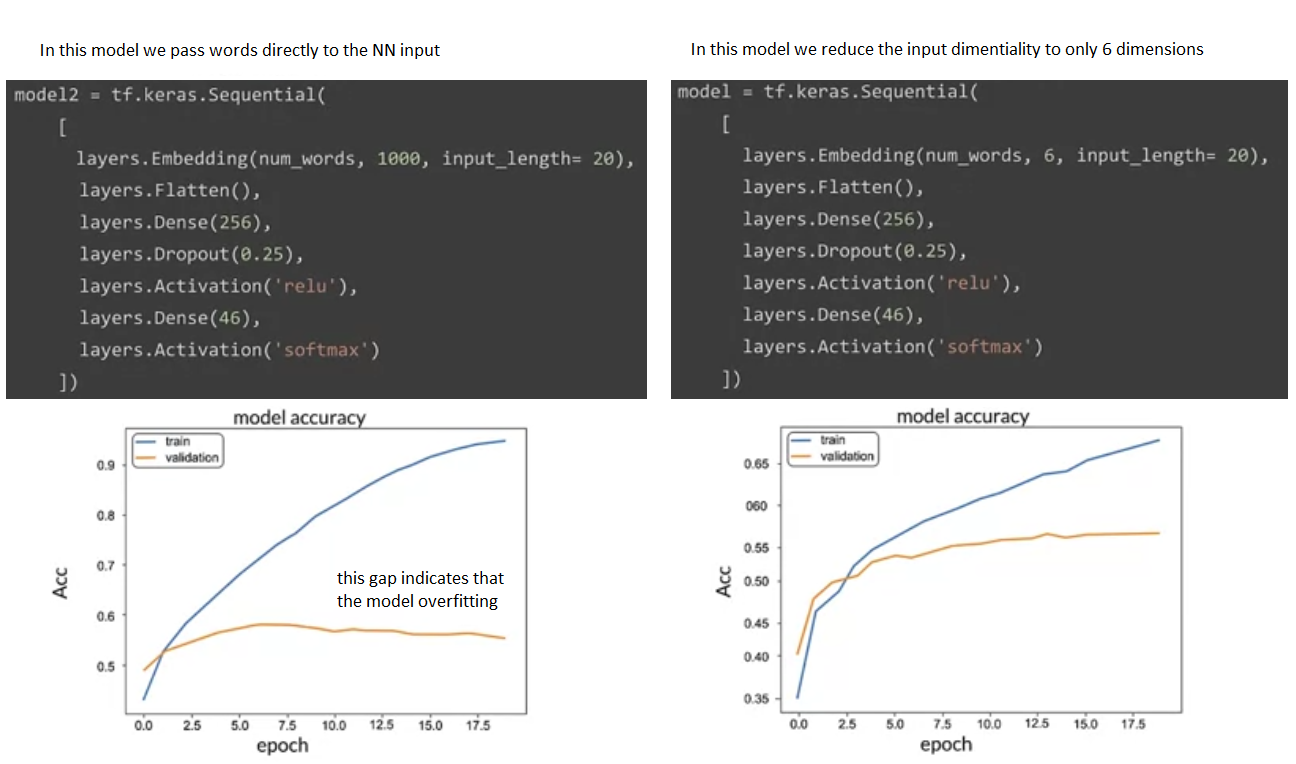 In this model we pass words directly to the NN input
model2 = tf.keras.Sequential(
[
layers.Embedding(num_words, 1000, input_length= 20),
layers.Flatten(),
layers.Dense(256),
layers.Dropout(0.25),
layers.Activation('relu'),
layers.Dense(46),
layers.Activation('softmax')
])
model accuracy
train
validation
0.9
0.8
0.7
0.6
0.5
Acc
this gap indicates that
the model overfitting
0.0 2.5 5.0 7.5 10.0 12.5 15.0 17.5
epoch
In this model we reduce the input dimentiality to only 6 dimensions
model = tf.keras.Sequential(
[
layers.Embedding(num_words, 6, input_length= 20),
layers.Flatten(),
layers.Dense(256),
layers.Dropout(0.25),
layers.Activation('relu'),
layers.Dense(46),
layers.Activation('softmax')
])
model accuracy
train
validation
0.65
060
0.55
0.50
0.45
0.40
0.35
Acc
0.0 2.5 5.0 7.5 10.0 12.5 15.0 17.5
epoch